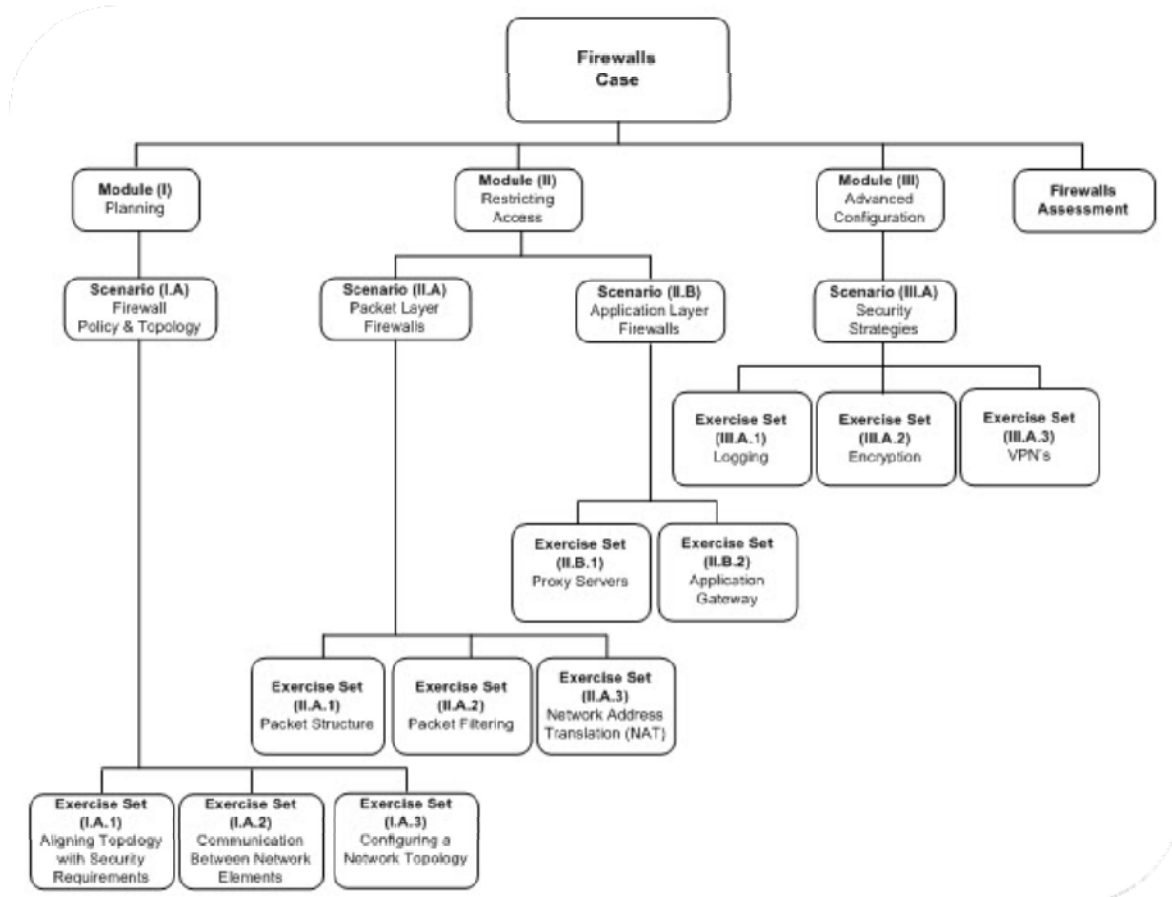 Firewalls
Case
Module (I)
Planning
Module (II)
Restricting
Access
Module (III)
Advanced
Configuration
Firewalls
Assessment
Scenario (I.A)
Firewall
Policy & Topology
Scenario (II.A)
Packet Layer
Firewalls
Scenario (II.B)
Application Layer
Firewalls
Scenario (III.A)
Security
Strategies
Exercise Set
(III.A.1)
Logging
Exercise Set
(III.A.2)
Encryption
Exercise Set
(III.A.3)
VPN's
Exercise Set
(II.B.1)
Proxy Servers
Exercise Set
(II.B.2)
Application
Gateway
Exercise Set
(II.A.1)
Packet Structure
Exercise Set
(II.A.2)
Packet Filtering
Exercise Set
(II.A.3)
Network Address
Translation (NAT)
Exercise Set
(I.A.1)
Aligning Topology
with Security
Requirements
Exercise Set
(I.A.2)
Communication
Between Network
Elements
Exercise Set
(I.A.3)
Configuring a
Network Topology